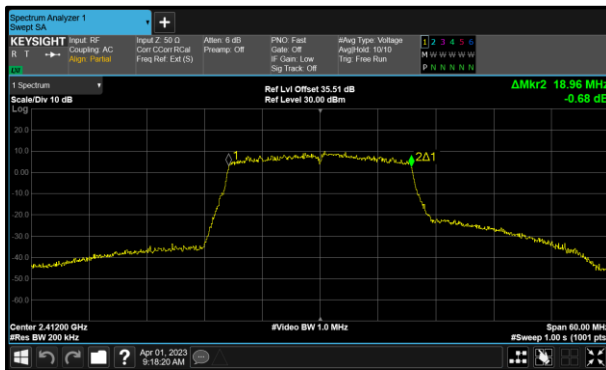 Spectrum Analyzer 1
Swept SA
+
KEYSIGHT
R T
Input: RF
Coupling: AC
Align: Partial
Input Z: 50 Ω
Corr CCorr RCal
Freq Ref: Ext (S)
Atten: 6 dB
Preamp: Off
PNO: Fast
Gate: Off
IF Gain: Low
Sig Track: Off
#Avg Type: Voltage
Avg|Hold: 10/10
Trig: Free Run
1 2 3 4 5 6
M W W W W W
P N N N N N
1 Spectrum
Scale/Div 10 dB
Ref Lvl Offset 35.51 dB
Ref Level 30.00 dBm
ΔMkr2 18.96 MHz
-0.68 dB
Log
20.0
10.0
0.00
-10.0
-20.0
-30.0
-40.0
-50.0
-60.0
1
2Δ1
Center 2.41200 GHz
#Res BW 200 kHz
#Video BW 1.0 MHz
Span 60.00 MHz
#Sweep 1.00 s (1001 pts)
?
Apr 01, 2023
9:18:20 AM